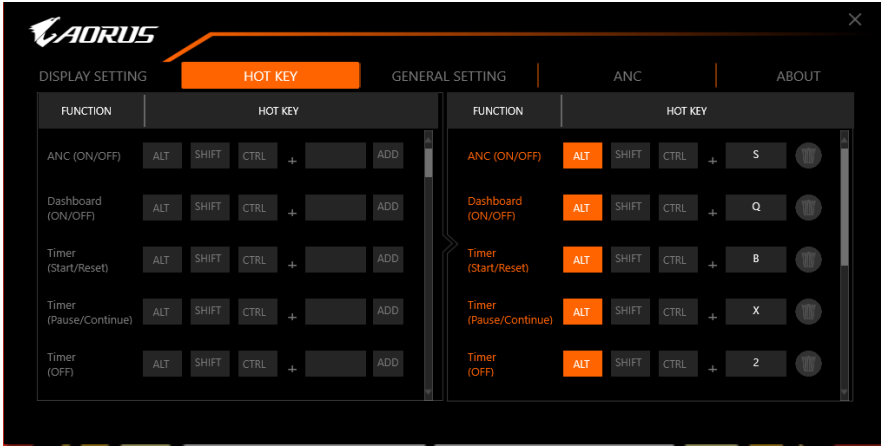 AORUS
DISPLAY SETTING HOT KEY GENERAL SETTING ANC ABOUT
FUNCTION HOT KEY
ANC (ON/OFF) ALT SHIFT CTRL + ADD
Dashboard
(ON/OFF) ALT SHIFT CTRL + ADD
Timer
(Start/Reset) ALT SHIFT CTRL + ADD
Timer
(Pause/Continue) ALT SHIFT CTRL + ADD
Timer
(OFF) ALT SHIFT CTRL + ADD
FUNCTION HOT KEY
ANC (ON/OFF) ALT SHIFT CTRL + S
Dashboard
(ON/OFF) ALT SHIFT CTRL + Q
Timer
(Start/Reset) ALT SHIFT CTRL + B
Timer
(Pause/Continue) ALT SHIFT CTRL + X
Timer
(OFF) ALT SHIFT CTRL + 2